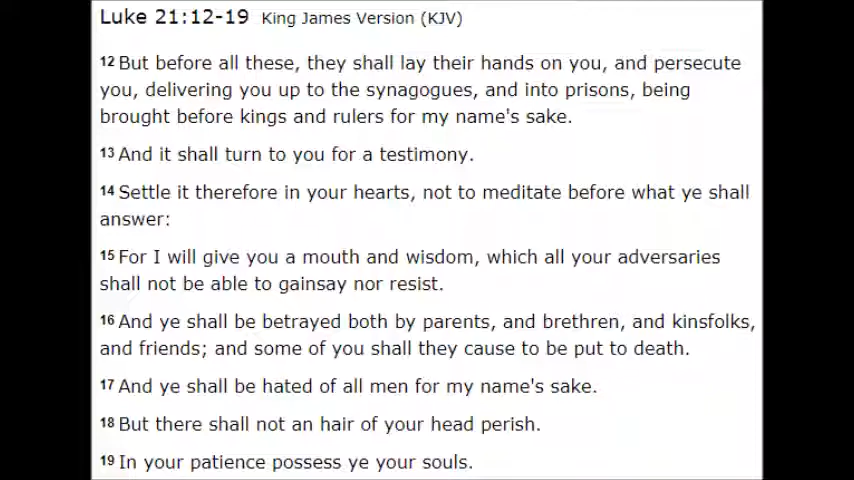 Luke 21:12-19 King James Version (KJV)
12 But before all these, they shall lay their hands on you, and persecute
you, delivering you up to the synagogues, and into prisons, being
brought before kings and rulers for my name's sake.
13 And it shall turn to you for a testimony.
14 Settle it therefore in your hearts, not to meditate before what ye shall
answer:
15 For I will give you a mouth and wisdom, which all your adversaries
shall not be able to gainsay nor resist.
16 And ye shall be betrayed both by parents, and brethren, and kinsfolks,
and friends; and some of you shall they cause to be put to death.
17 And ye shall be hated of all men for my name's sake.
18 But there shall not an hair of your head perish.
19 In your patience possess ye your souls.